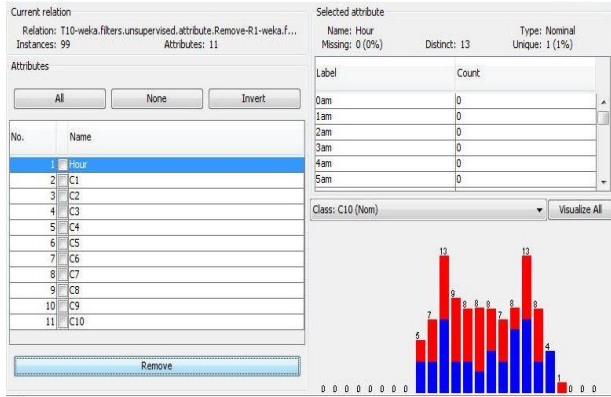 Current relation
Relation: T10-weka.filters.unsupervised.attribute.Remove-R1-weka.f...
Instances: 99 Attributes: 11
Attributes
All None Invert
No. Name
1 Hour
2 C1
3 C2
4 C3
5 C4
6 C5
7 C6
8 C7
9 C8
10 C9
11 C10
Remove
Selected attribute
Name: Hour Type: Nominal
Missing: 0 (0%) Distinct: 13 Unique: 1 (1%)
Label Count
0am 0
1am 0
2am 0
3am 0
4am 0
5am 0
Class: C10 (Nom) Visualize All
13 13
9
8 8 8 8 8
7 7
5
4
1
0 0 0 0 0 0 0 0 0 0 0